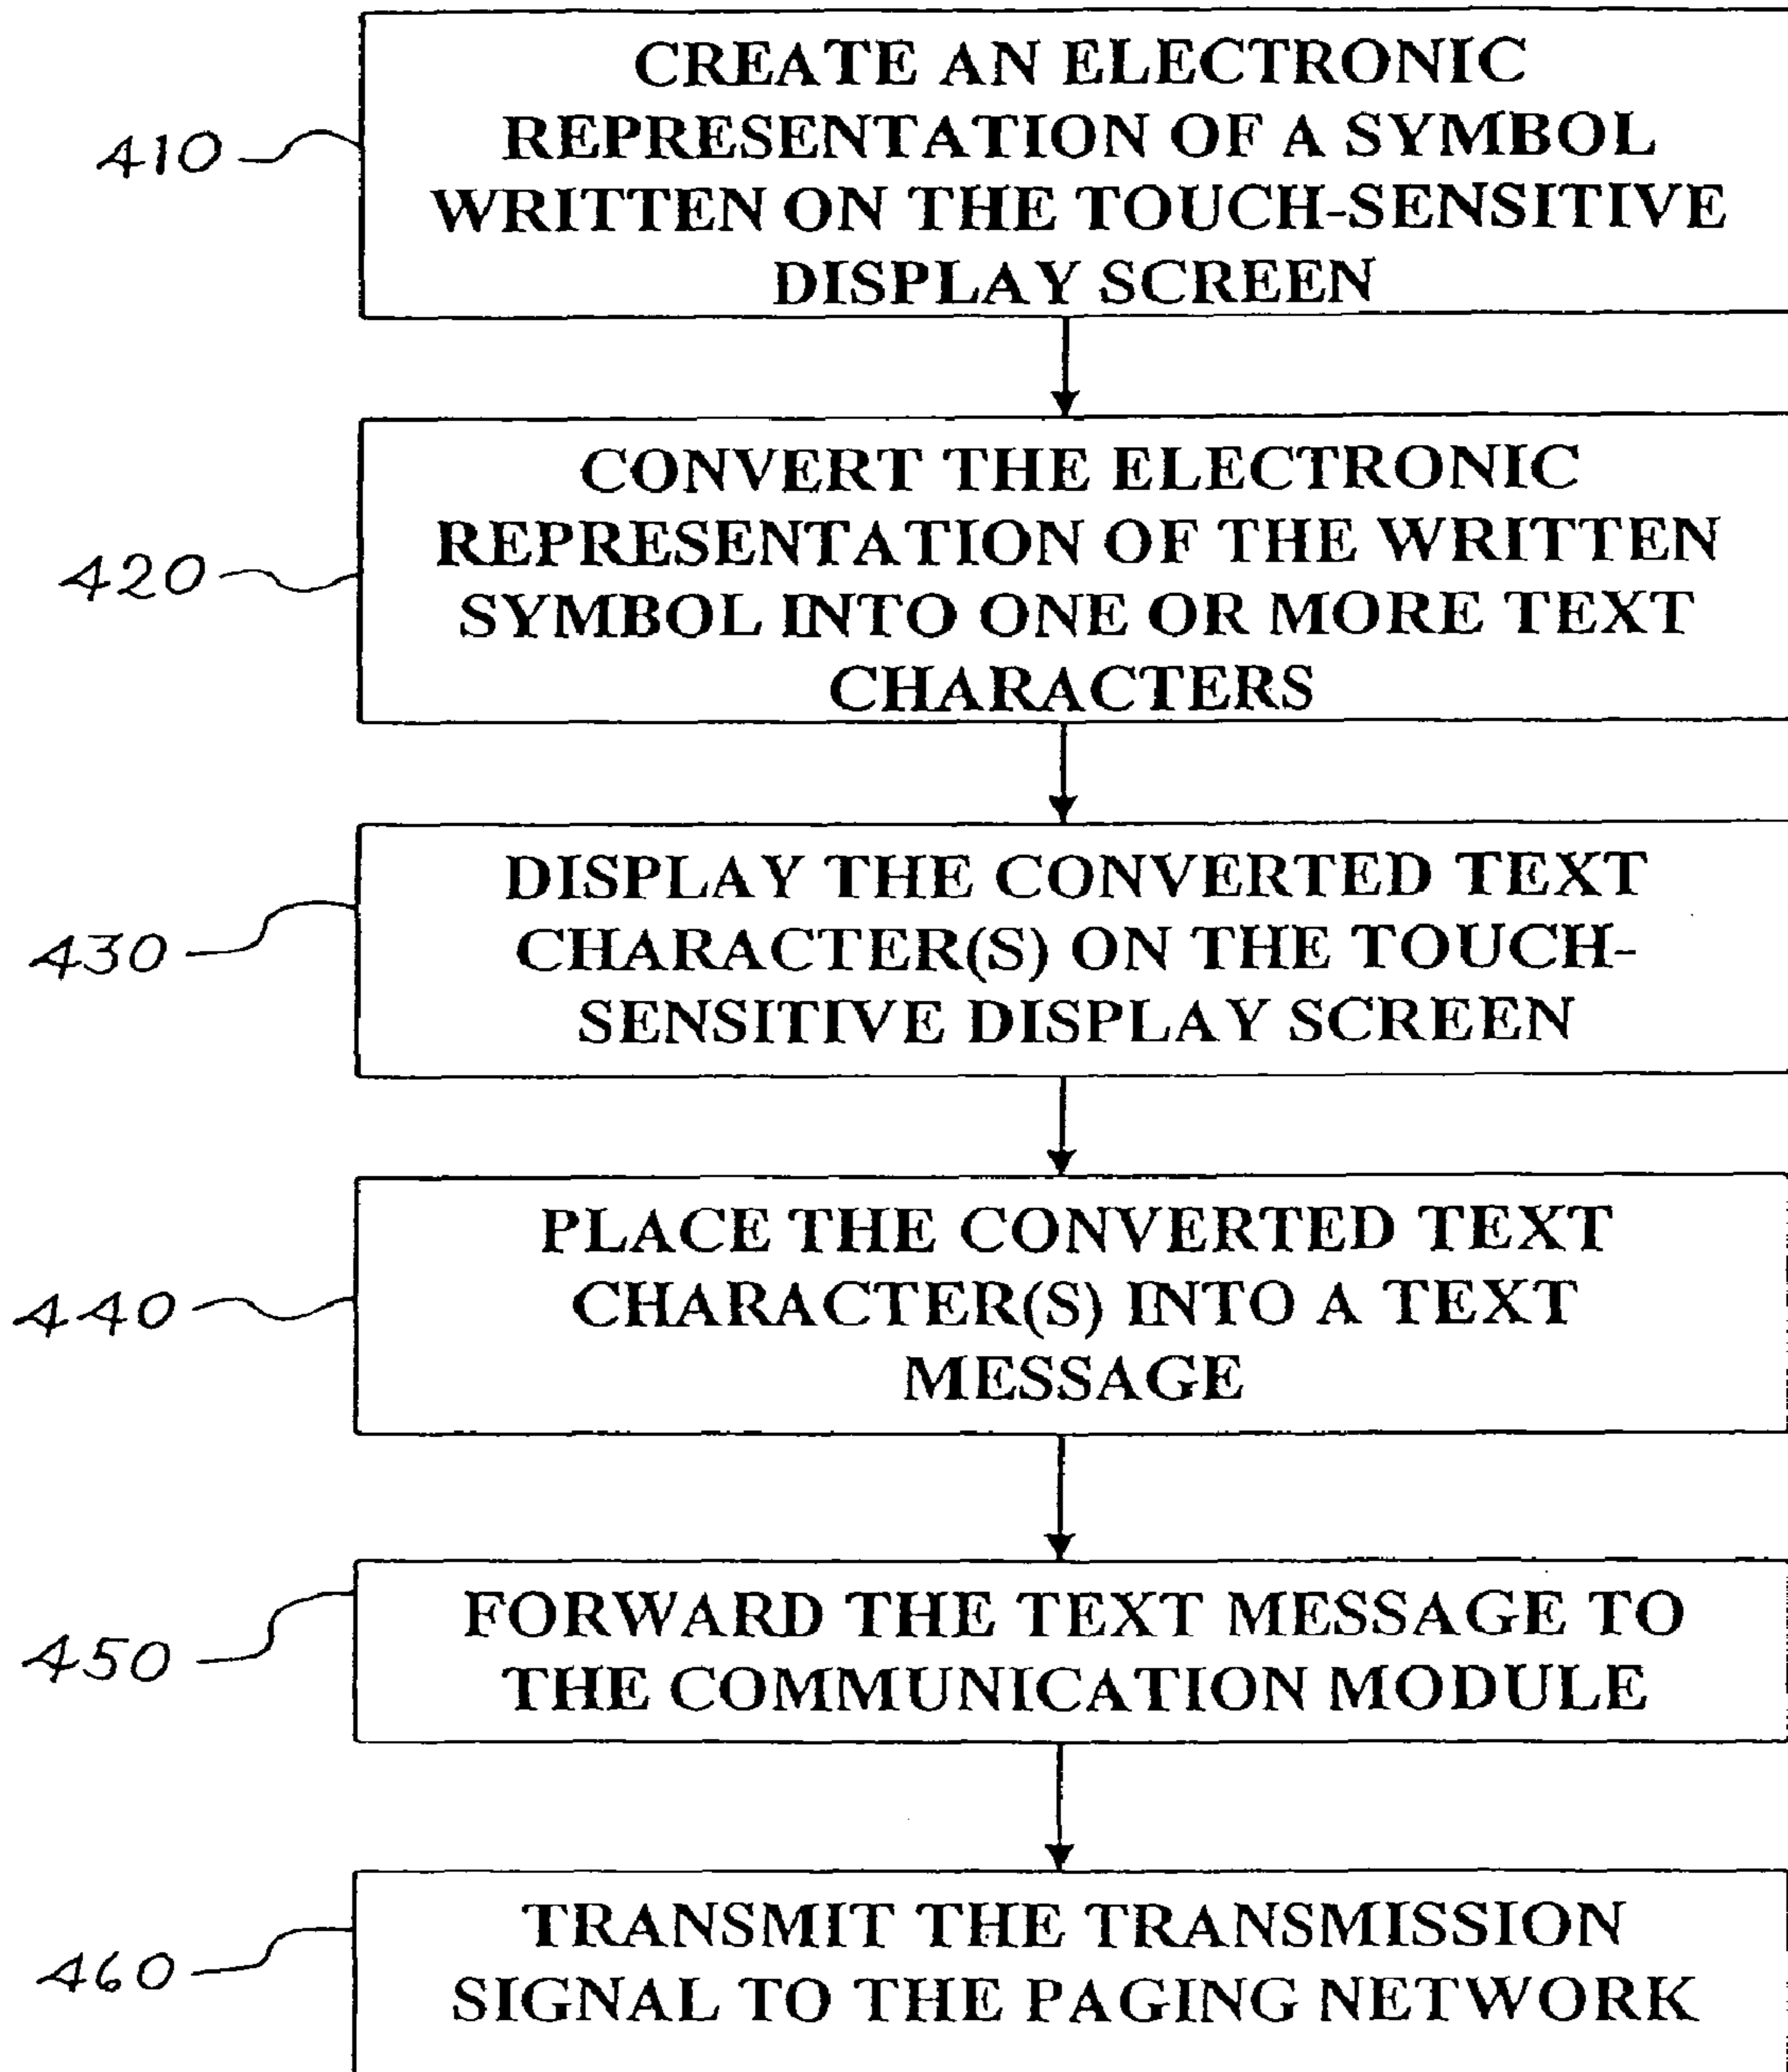 410
CREATE AN ELECTRONIC
REPRESENTATION OF A SYMBOL
WRITTEN ON THE TOUCH-SENSITIVE
DISPLAY SCREEN
420
CONVERT THE ELECTRONIC
REPRESENTATION OF THE WRITTEN
SYMBOL INTO ONE OR MORE TEXT
CHARACTERS
430
DISPLAY THE CONVERTED TEXT
CHARACTER(S) ON THE TOUCH-
SENSITIVE DISPLAY SCREEN
440
PLACE THE CONVERTED TEXT
CHARACTER(S) INTO A TEXT
MESSAGE
450
FORWARD THE TEXT MESSAGE TO
THE COMMUNICATION MODULE
460
TRANSMIT THE TRANSMISSION
SIGNAL TO THE PAGING NETWORK